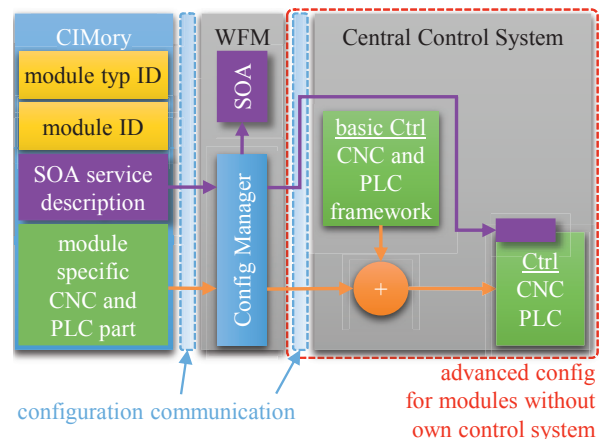 CIMory
WFM
Central Control System
module typ ID
module ID
SOA service
description
module
specific
CNC and
PLC part
SOA
Config Manager
basic Ctrl
CNC and
PLC
framework
+
Ctrl
CNC
PLC
configuration communication
advanced config
for modules without
own control system